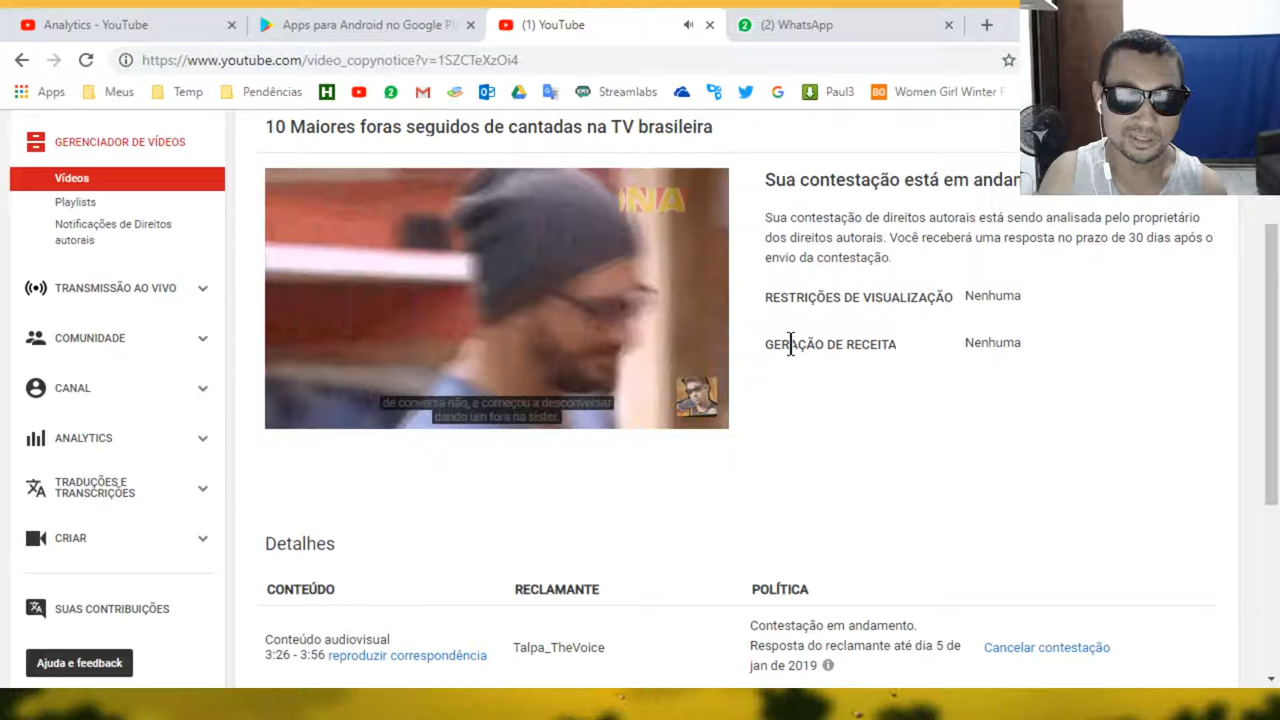 Analytics - YouTube
Apps para Android no Google Pl
(1) YouTube
2
(2) WhatsApp
https://www.youtube.com/video_copynotice?v=1SZCTeXzOi4
Apps
Meus
Temp
Pendências
H
2
Streamlabs
G
Paul3
BO
Women Girl Winter F
GERENCIADOR DE VÍDEOS
Vídeos
Playlists
Notificações de Direitos
autorais
TRANSMISSÃO AO VIVO
COMUNIDADE
CANAL
ANALYTICS
TRADUÇÕES E
TRANSCRIÇÕES
CRIAR
SUAS CONTRIBUIÇÕES
Ajuda e feedback
10 Maiores foras seguidos de cantadas na TV brasileira
de conversa não, e começou a desconversar
dando um fora na sister.
Sua contestação está em andar
Sua contestação de direitos autorais está sendo analisada pelo proprietário
dos direitos autorais. Você receberá uma resposta no prazo de 30 dias após o
envio da contestação.
RESTRIÇÕES DE VISUALIZAÇÃO Nenhuma
GERAÇÃO DE RECEITA Nenhuma
Detalhes
CONTEÚDO RECLAMANTE POLÍTICA
Conteúdo audiovisual
3:26 - 3:56 reproduzir correspondência
Talpa_TheVoice
Contestação em andamento.
Resposta do reclamante até dia 5 de
jan de 2019
Cancelar contestação